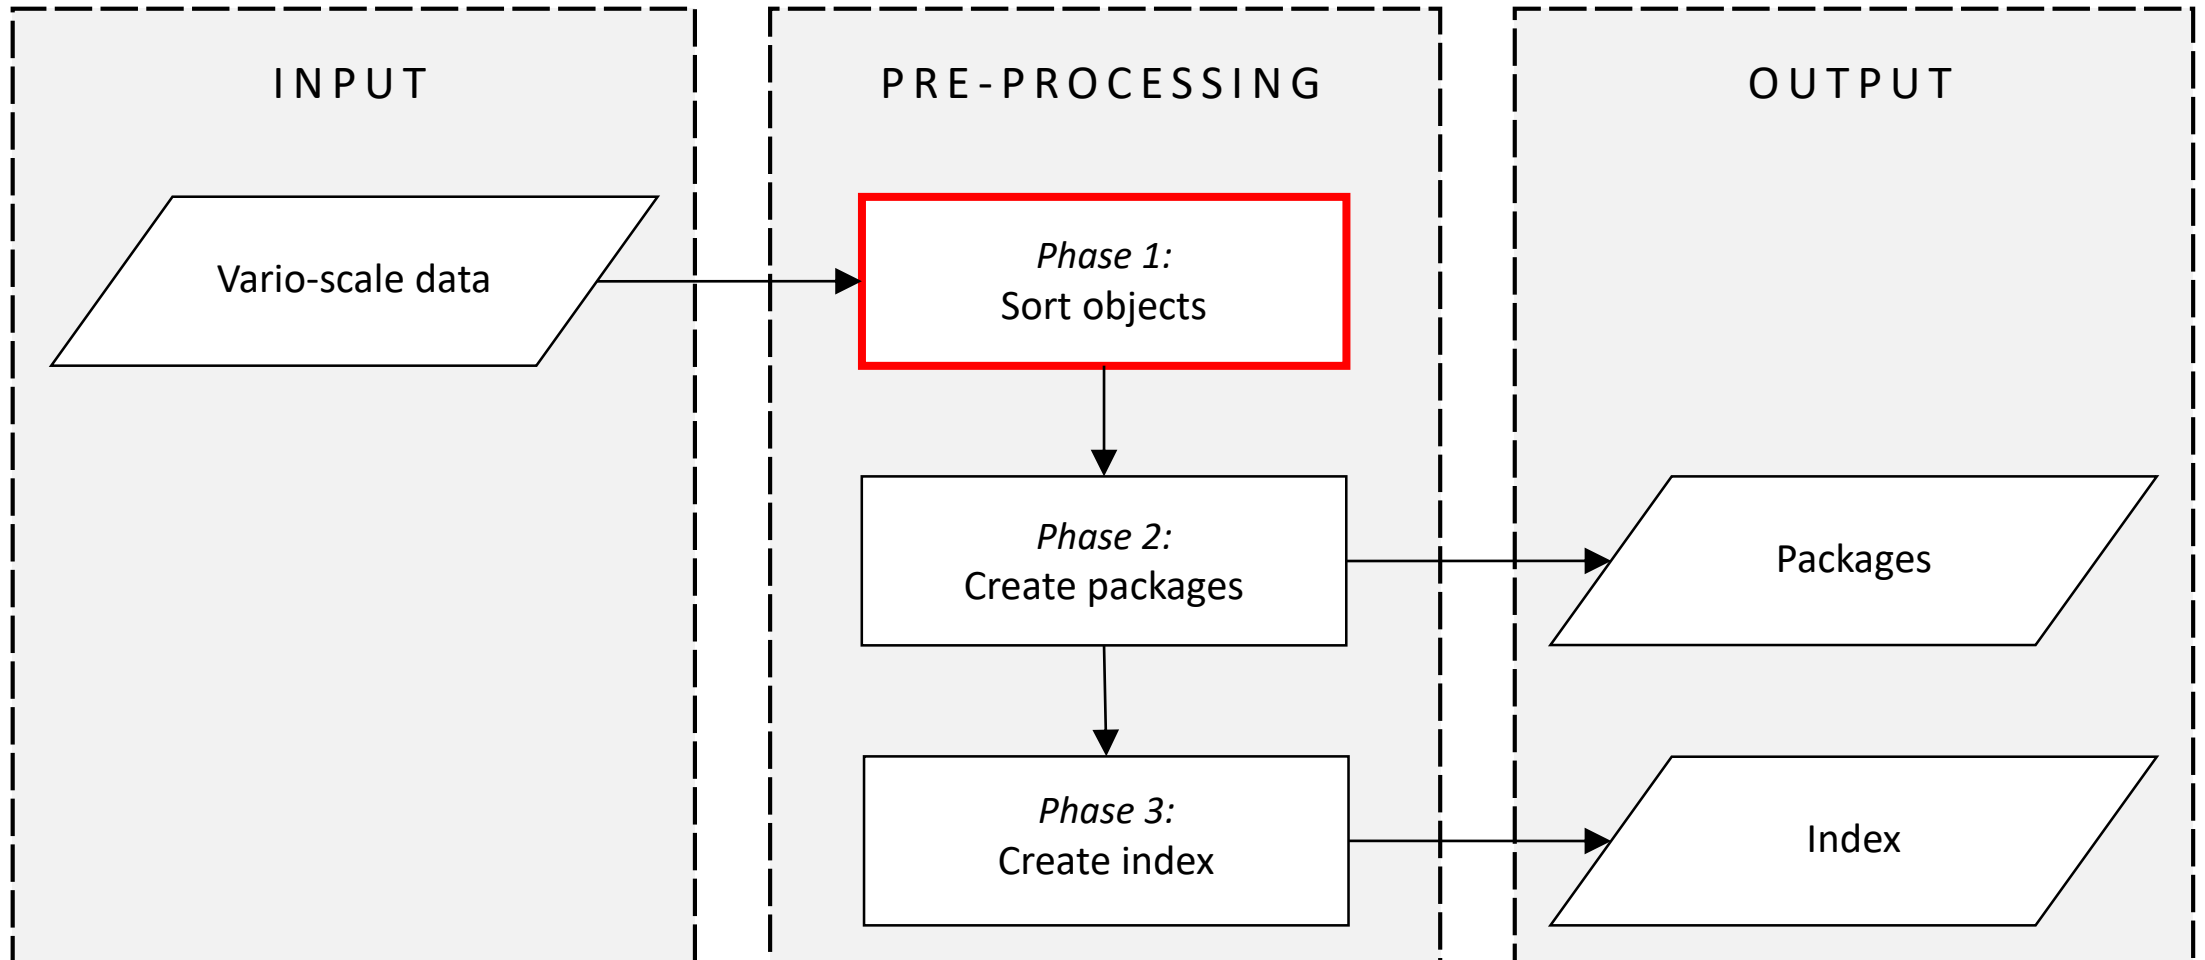 INPUT
PRE-PROCESSING
OUTPUT
Vario-scale data
Phase 1:
Sort objects
Phase 2:
Create packages
Packages
Phase 3:
Create index
Index